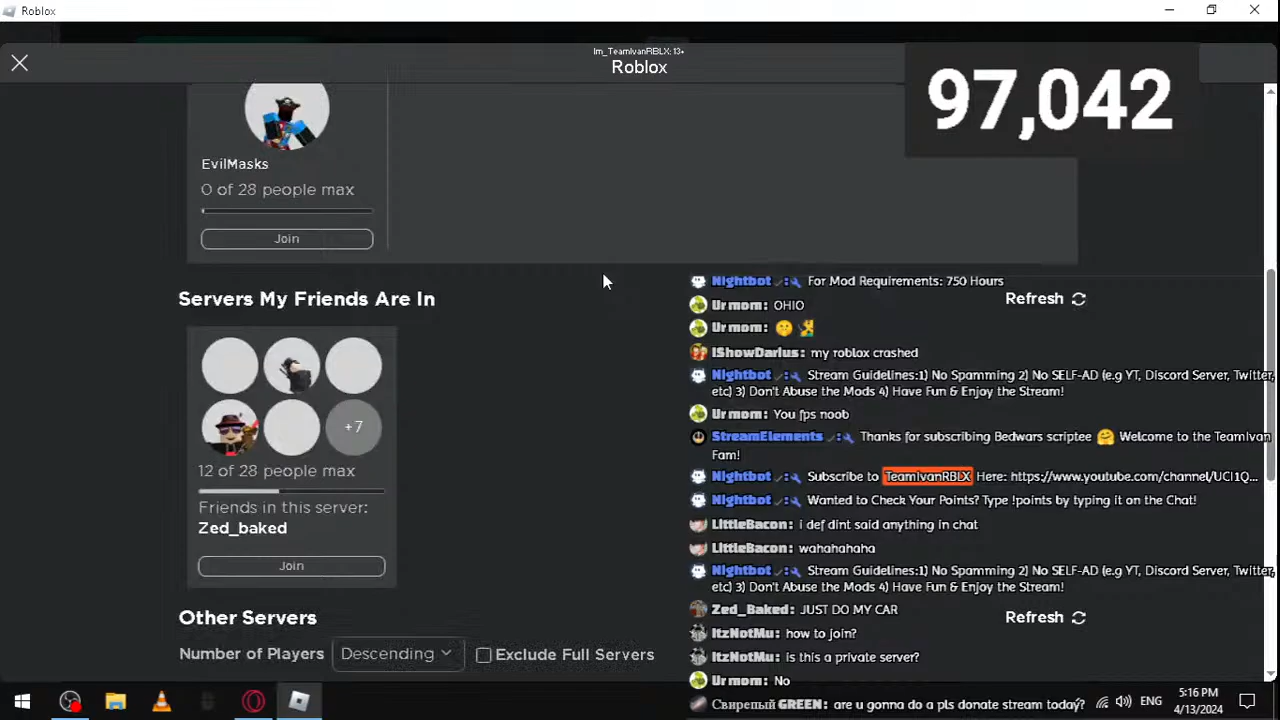 Roblox
Im_TeamIvanRBLX: 13+
Roblox
97,042
EvilMasks
0 of 28 people max
Join
Servers My Friends Are In
Refresh
+7
12 of 28 people max
Friends in this server:
Zed_baked
Join
Other Servers
Refresh
Number of Players
Descending
Exclude Full Servers
Nightbot : For Mod Requirements: 750 Hours
Ur mom: OHIO
Ur mom: 🤫 🧏
IShowDarius: my roblox crashed
Nightbot : Stream Guidelines:1) No Spamming 2) No SELF-AD (e.g YT, Discord Server, Twitter,
etc) 3) Don't Abuse the Mods 4) Have Fun & Enjoy the Stream!
Ur mom: You fps noob
StreamElements : Thanks for subscribing Bedwars scriptee 🤗 Welcome to the TeamIvan
Fam!
Nightbot : Subscribe to TeamIvanRBLX Here: https://www.youtube.com/channel/UCI1Q...
Nightbot : Wanted to Check Your Points? Type !points by typing it on the Chat!
LittleBacon: i def dint said anything in chat
LittleBacon: wahahahaha
Nightbot : Stream Guidelines:1) No Spamming 2) No SELF-AD (e.g YT, Discord Server, Twitter,
etc) 3) Don't Abuse the Mods 4) Have Fun & Enjoy the Stream!
Zed_Baked: JUST DO MY CAR
ItzNotMu: how to join?
ItzNotMu: is this a private server?
Ur mom: No
Свирепый GREEN: are u gonna do a pls donate stream today?
ENG
5:16 PM
4/13/2024